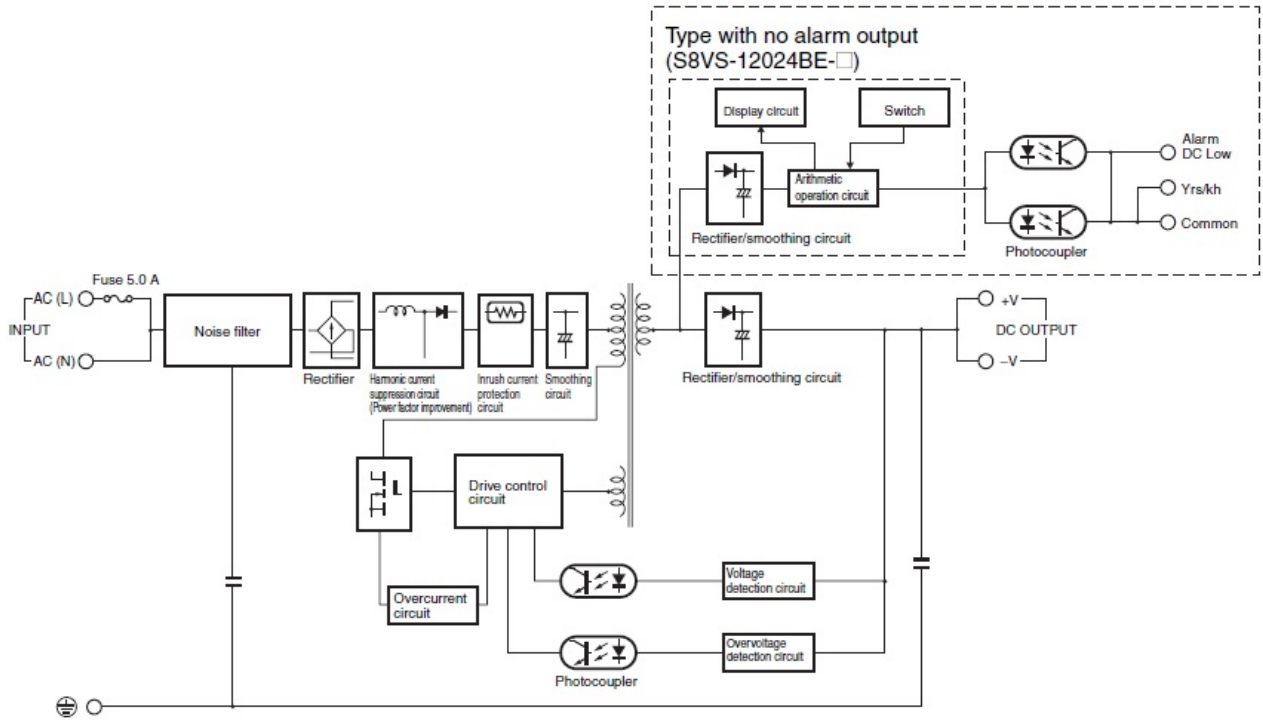 Type with no alarm output
(S8VS-12024BE-□)
Display circuit
Switch
Arithmetic
operation circuit
Rectifier/smoothing circuit
Alarm
DC Low
Yrs/kh
Common
Photocoupler
Fuse 5.0 A
AC (L)
INPUT
AC (N)
Noise filter
Rectifier
Harmonic current
suppression circuit
(Power factor improvement)
Inrush current
protection
circuit
Smoothing
circuit
Rectifier/smoothing circuit
+V
DC OUTPUT
–V
Drive control
circuit
Overcurrent
circuit
Voltage
detection circuit
Overvoltage
detection circuit
Photocoupler